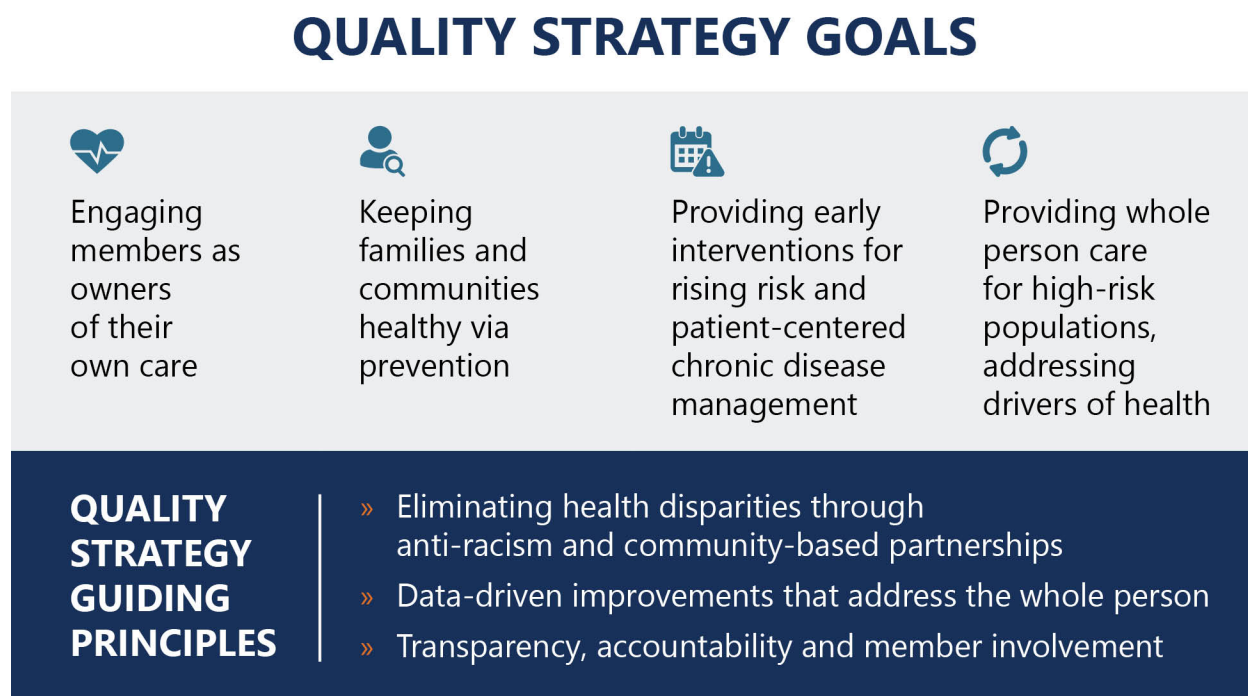 QUALITY STRATEGY GOALS
Engaging
members as
owners
of their
own care
Keeping
families and
communities
healthy via
prevention
Providing early
interventions for
rising risk and
patient-centered
chronic disease
management
Providing whole
person care
for high-risk
populations,
addressing
drivers of health
QUALITY
STRATEGY
GUIDING
PRINCIPLES
» Eliminating health disparities through
anti-racism and community-based partnerships
» Data-driven improvements that address the whole person
» Transparency, accountability and member involvement